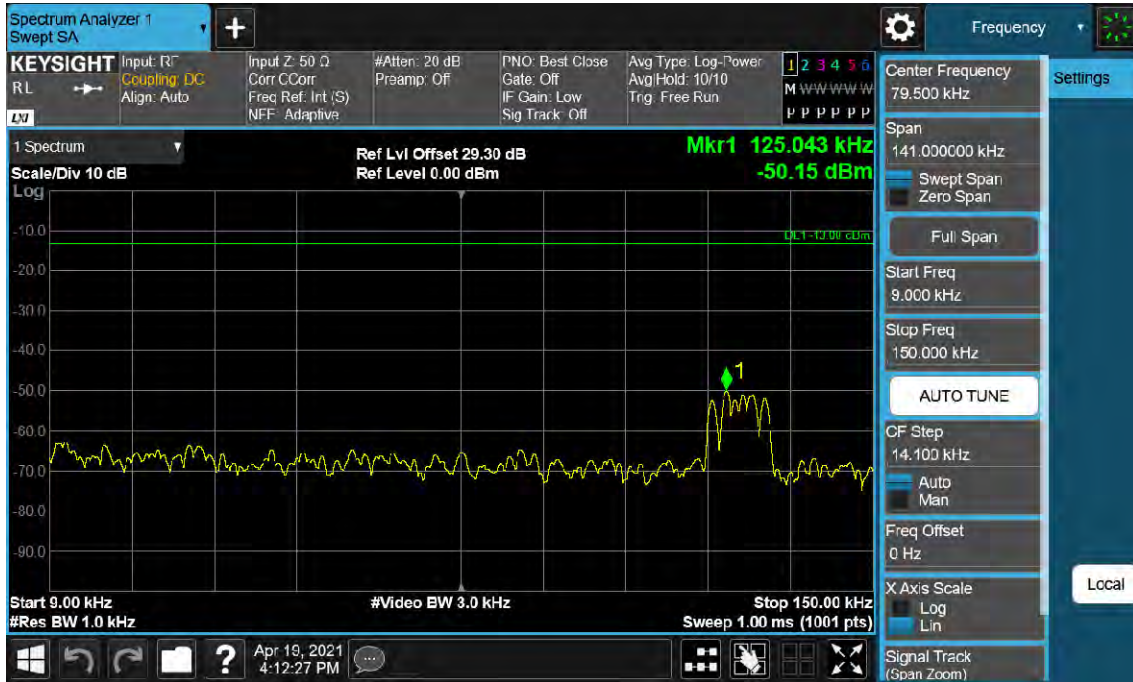 Spectrum Analyzer 1
Swept SA
Frequency
KEYSIGHT
RL
LXI
Input: RF
Coupling: DC
Align: Auto
Input Z: 50 Ω
Corr CCorr
Freq Ref: Int (S)
NFE: Adaptive
#Atten: 20 dB
Preamp: Off
PNO: Best Close
Gate: Off
IF Gain: Low
Sig Track: Off
Avg Type: Log-Power
Avg|Hold: 10/10
Trig: Free Run
1 2 3 4 5 6
M W W W W W
P P P P P P
1 Spectrum
Scale/Div 10 dB
Log
Ref Lvl Offset 29.30 dB
Ref Level 0.00 dBm
Mkr1 125.043 kHz
-50.15 dBm
-10.0
DL1 -13.00 dBm
-20.0
-30.0
-40.0
1
-50.0
-60.0
-70.0
-80.0
-90.0
Start 9.00 kHz
#Res BW 1.0 kHz
#Video BW 3.0 kHz
Stop 150.00 kHz
Sweep 1.00 ms (1001 pts)
?
Apr 19, 2021
4:12:27 PM
Center Frequency
79.500 kHz
Span
141.000000 kHz
Swept Span
Zero Span
Full Span
Start Freq
9.000 kHz
Stop Freq
150.000 kHz
AUTO TUNE
CF Step
14.100 kHz
Auto
Man
Freq Offset
0 Hz
X Axis Scale
Log
Lin
Signal Track
(Span Zoom)
Settings
Local